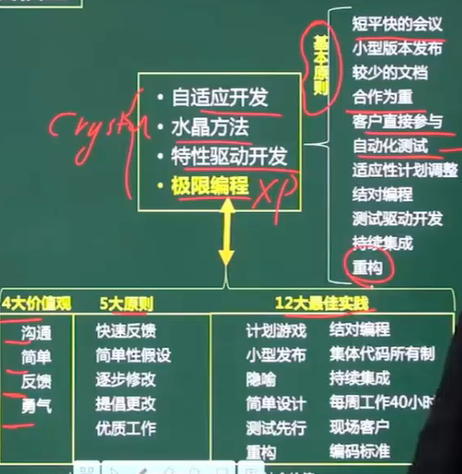 基本原则
短平快的会议
小型版本发布
较少的文档
合作为重
客户直接参与
自动化测试
适应性计划调整
结对编程
测试驱动开发
持续集成
重构
• 自适应开发
• 水晶方法
• 特性驱动开发
• 极限编程
XP
4大价值观
沟通
简单
反馈
勇气
5大原则
快速反馈
简单性假设
逐步修改
提倡更改
优质工作
12大最佳实践
计划游戏 结对编程
小型发布 集体代码所有制
隐喻 持续集成
简单设计 每周工作40小时
测试先行 现场客户
重构 编码标准